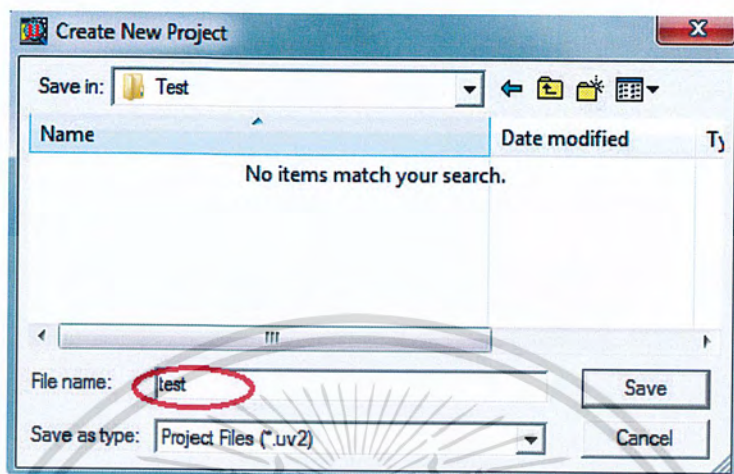 Create New Project
Save in: Test
Name Date modified Ty
No items match your search.
File name: test Save
Save as type: Project Files (*.uv2) Cancel